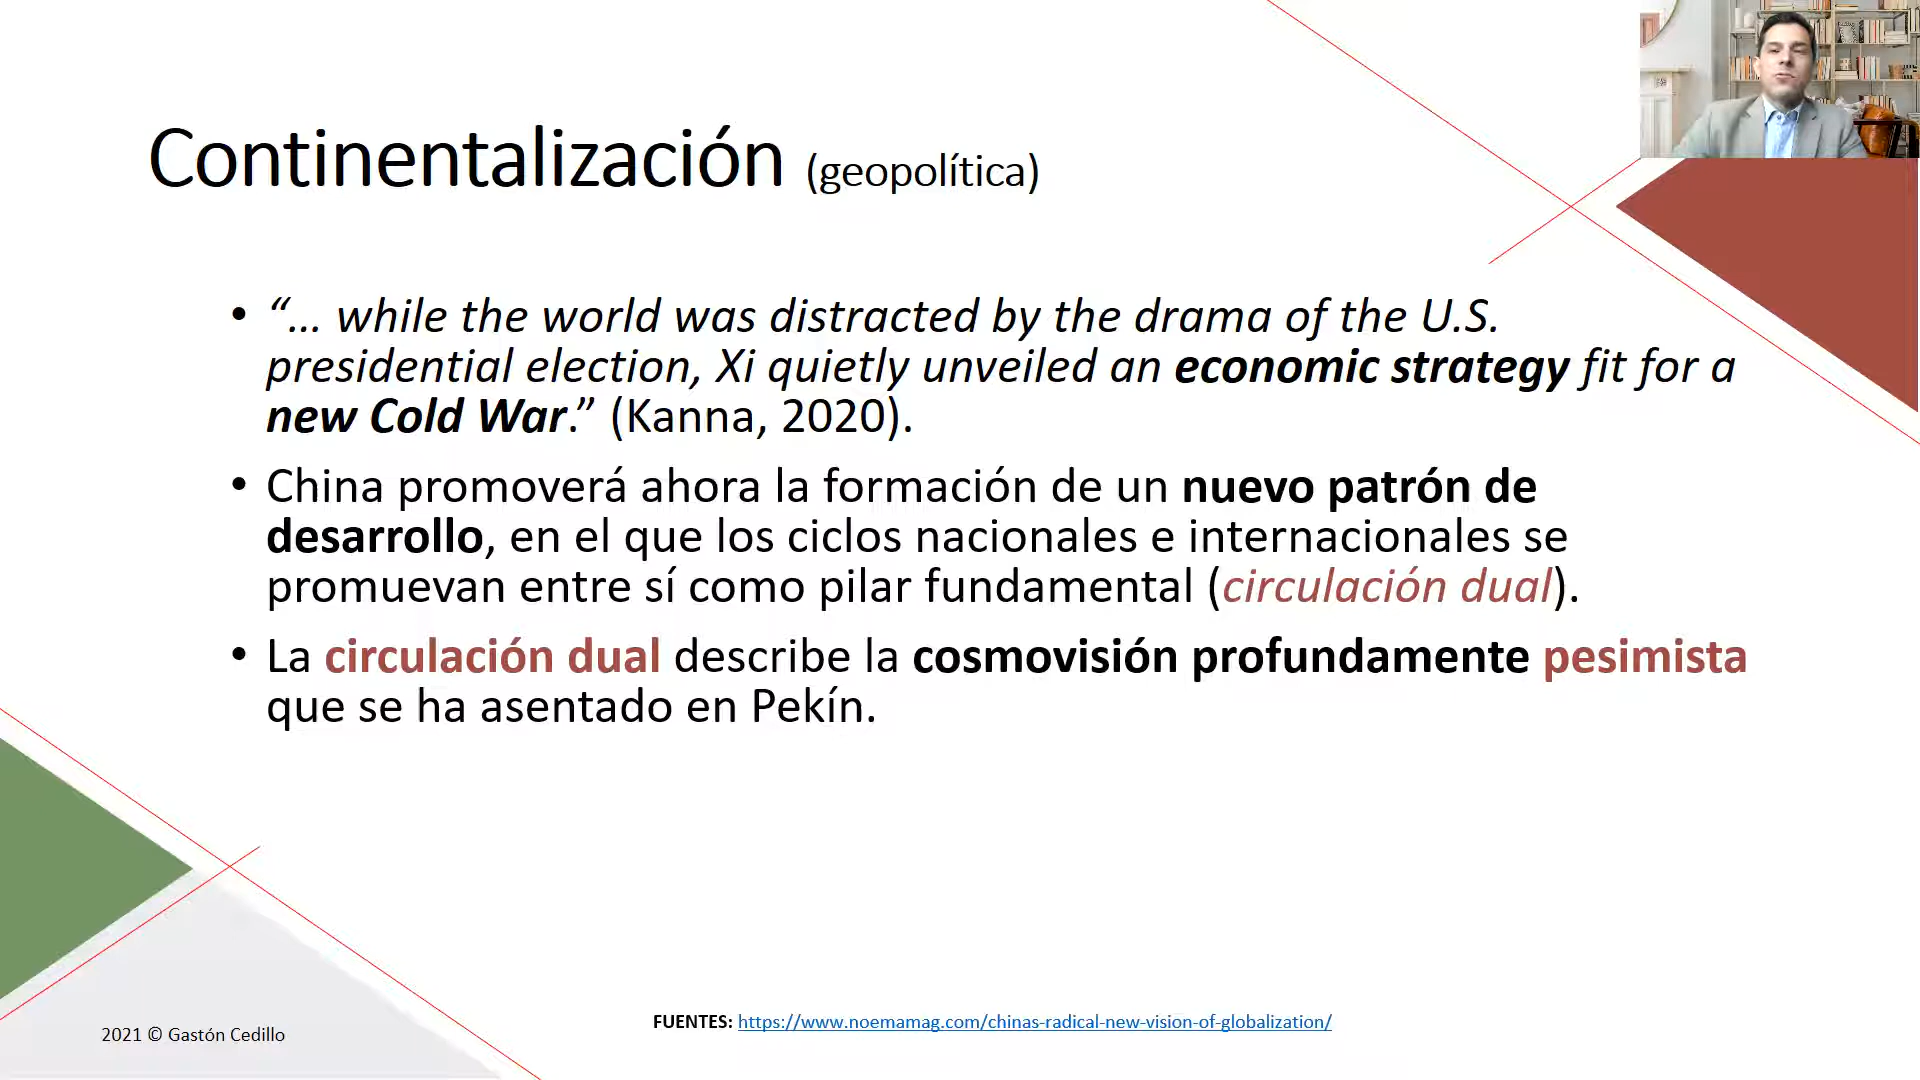 Continentalización (geopolítica)
• “... while the world was distracted by the drama of the U.S.
presidential election, Xi quietly unveiled an economic strategy fit for a
new Cold War.” (Kanna, 2020).
• China promoverá ahora la formación de un nuevo patrón de
desarrollo, en el que los ciclos nacionales e internacionales se
promuevan entre sí como pilar fundamental (circulación dual).
• La circulación dual describe la cosmovisión profundamente pesimista
que se ha asentado en Pekín.
FUENTES: https://www.noemamag.com/chinas-radical-new-vision-of-globalization/
2021 © Gastón Cedillo